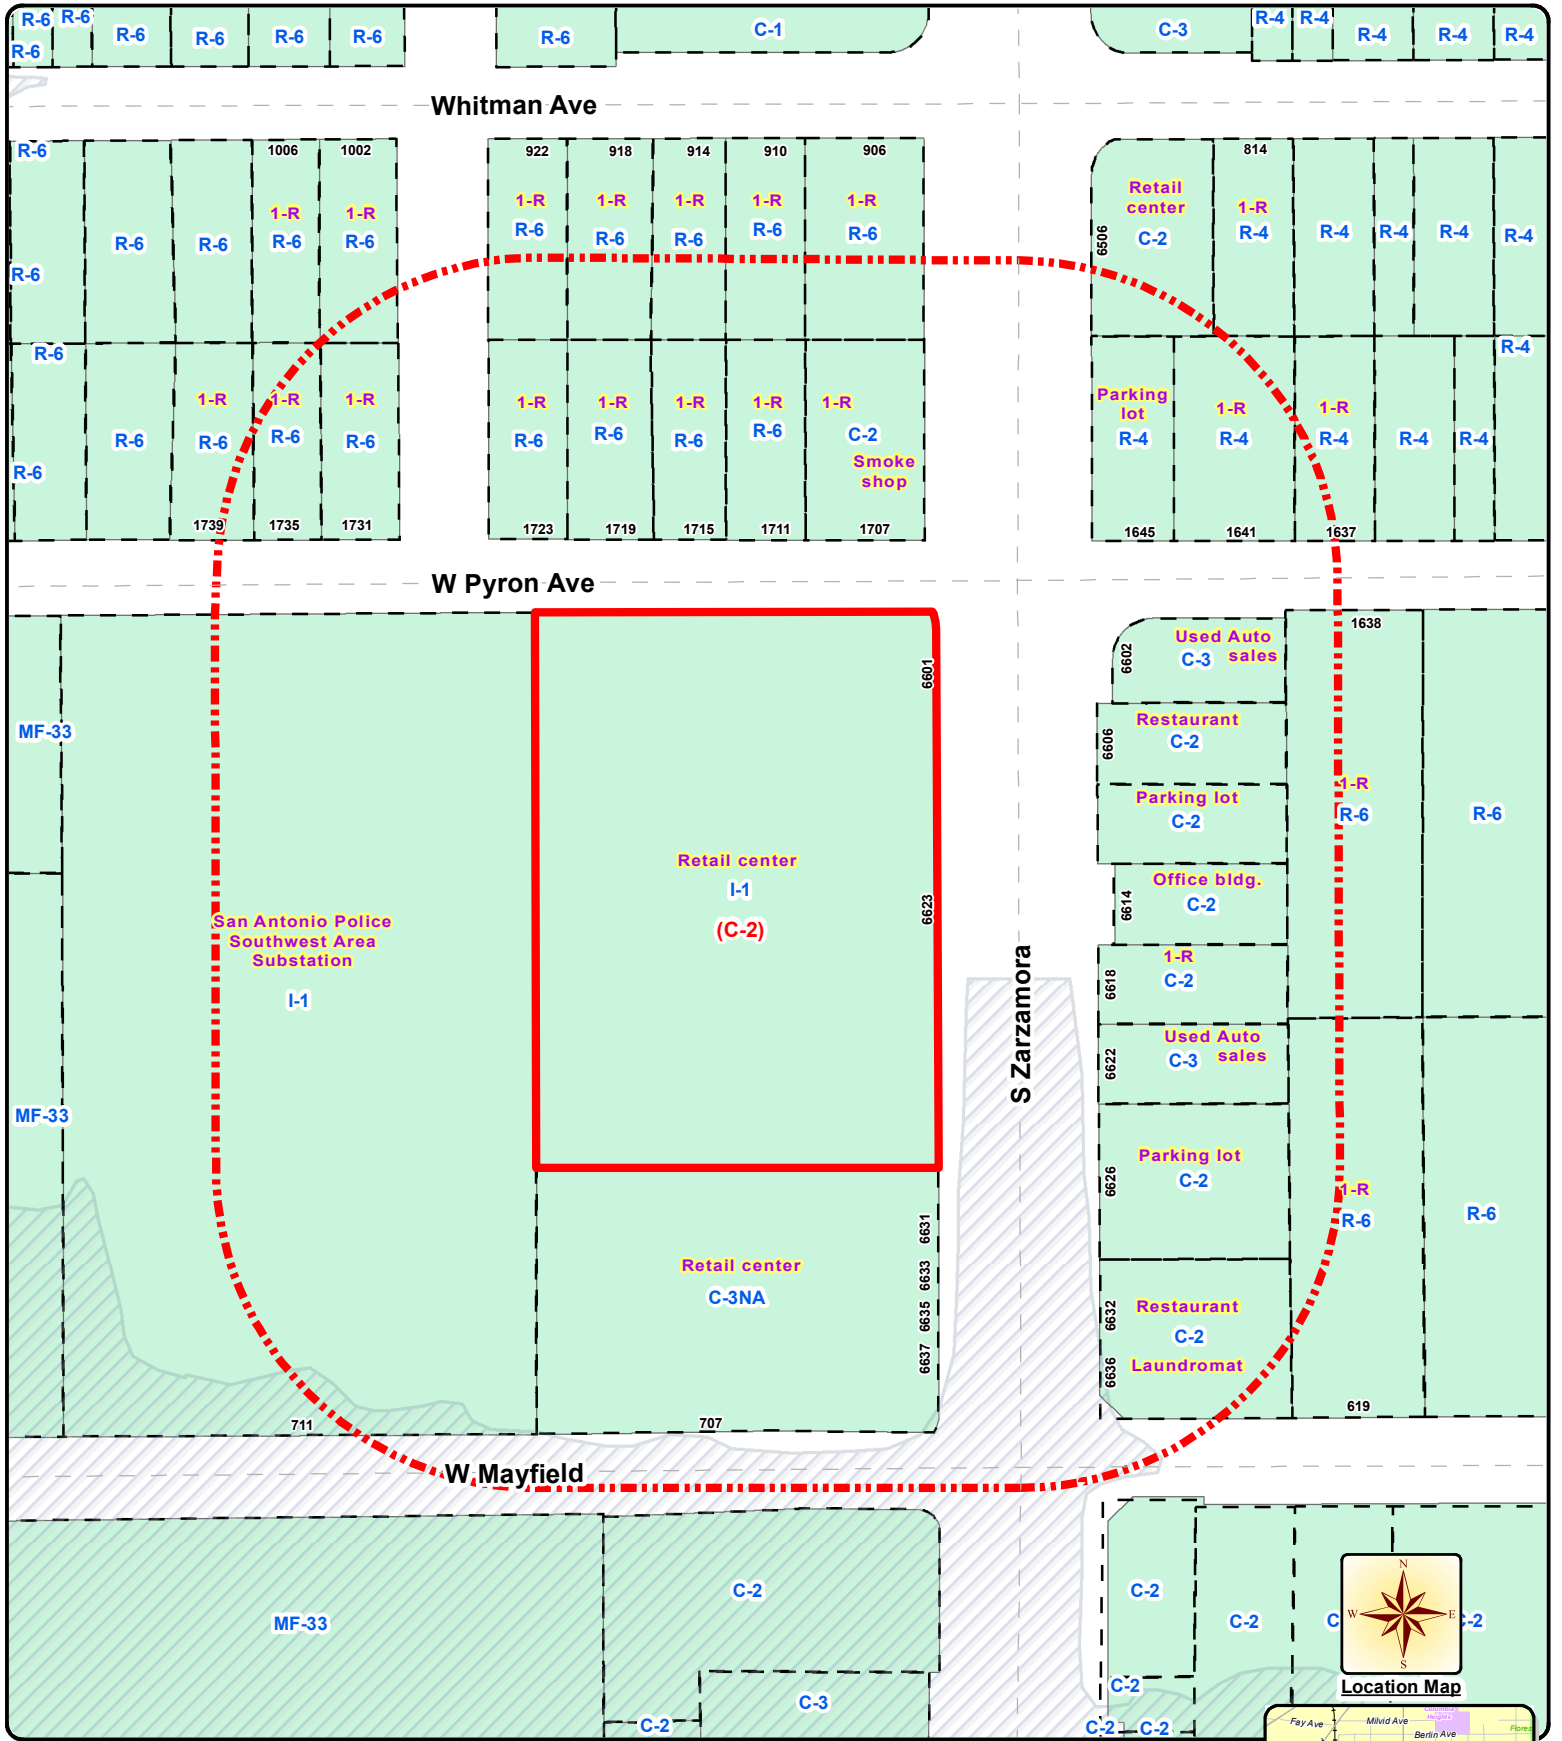 R-6
R-6
R-6
R-6
R-6
R-6
R-6
R-6
C-1
C-3
R-4
R-4
R-4
R-4
R-4
Whitman Ave
R-6
1006
1002
922
918
914
910
906
814
1-R
R-6
1-R
R-6
1-R
R-6
1-R
R-6
1-R
R-6
1-R
R-6
1-R
R-6
Retail
center
C-2
6506
1-R
R-4
R-4
R-4
R-4
R-4
R-6
R-6
R-6
R-6
R-4
R-6
R-6
1-R
R-6
1-R
R-6
1-R
R-6
1-R
R-6
1-R
R-6
1-R
R-6
1-R
R-6
1-R
C-2
Smoke
shop
Parking
lot
R-4
1-R
R-4
1-R
R-4
R-4
R-4
1739
1735
1731
1723
1719
1715
1711
1707
1645
1641
1637
W Pyron Ave
1638
6601
6602
Used Auto
C-3
sales
MF-33
Restaurant
C-2
6606
1-R
R-6
R-6
Parking lot
C-2
Retail center
I-1
(C-2)
6623
Office bldg.
C-2
6614
San Antonio Police
Southwest Area
Substation
I-1
S Zarzamora
1-R
C-2
6618
Used Auto
C-3
sales
6622
MF-33
Parking lot
C-2
6626
1-R
R-6
R-6
6631
6633
6635
6637
Retail center
C-3NA
Restaurant
C-2
Laundromat
6632
6636
711
707
619
W Mayfield
C-2
MF-33
C-2
C-2
C
-2
N
W
E
S
C-2
Location Map
C-3
C-2
C-2
C-2
Fay Ave
Milvid Ave
Berlin Ave